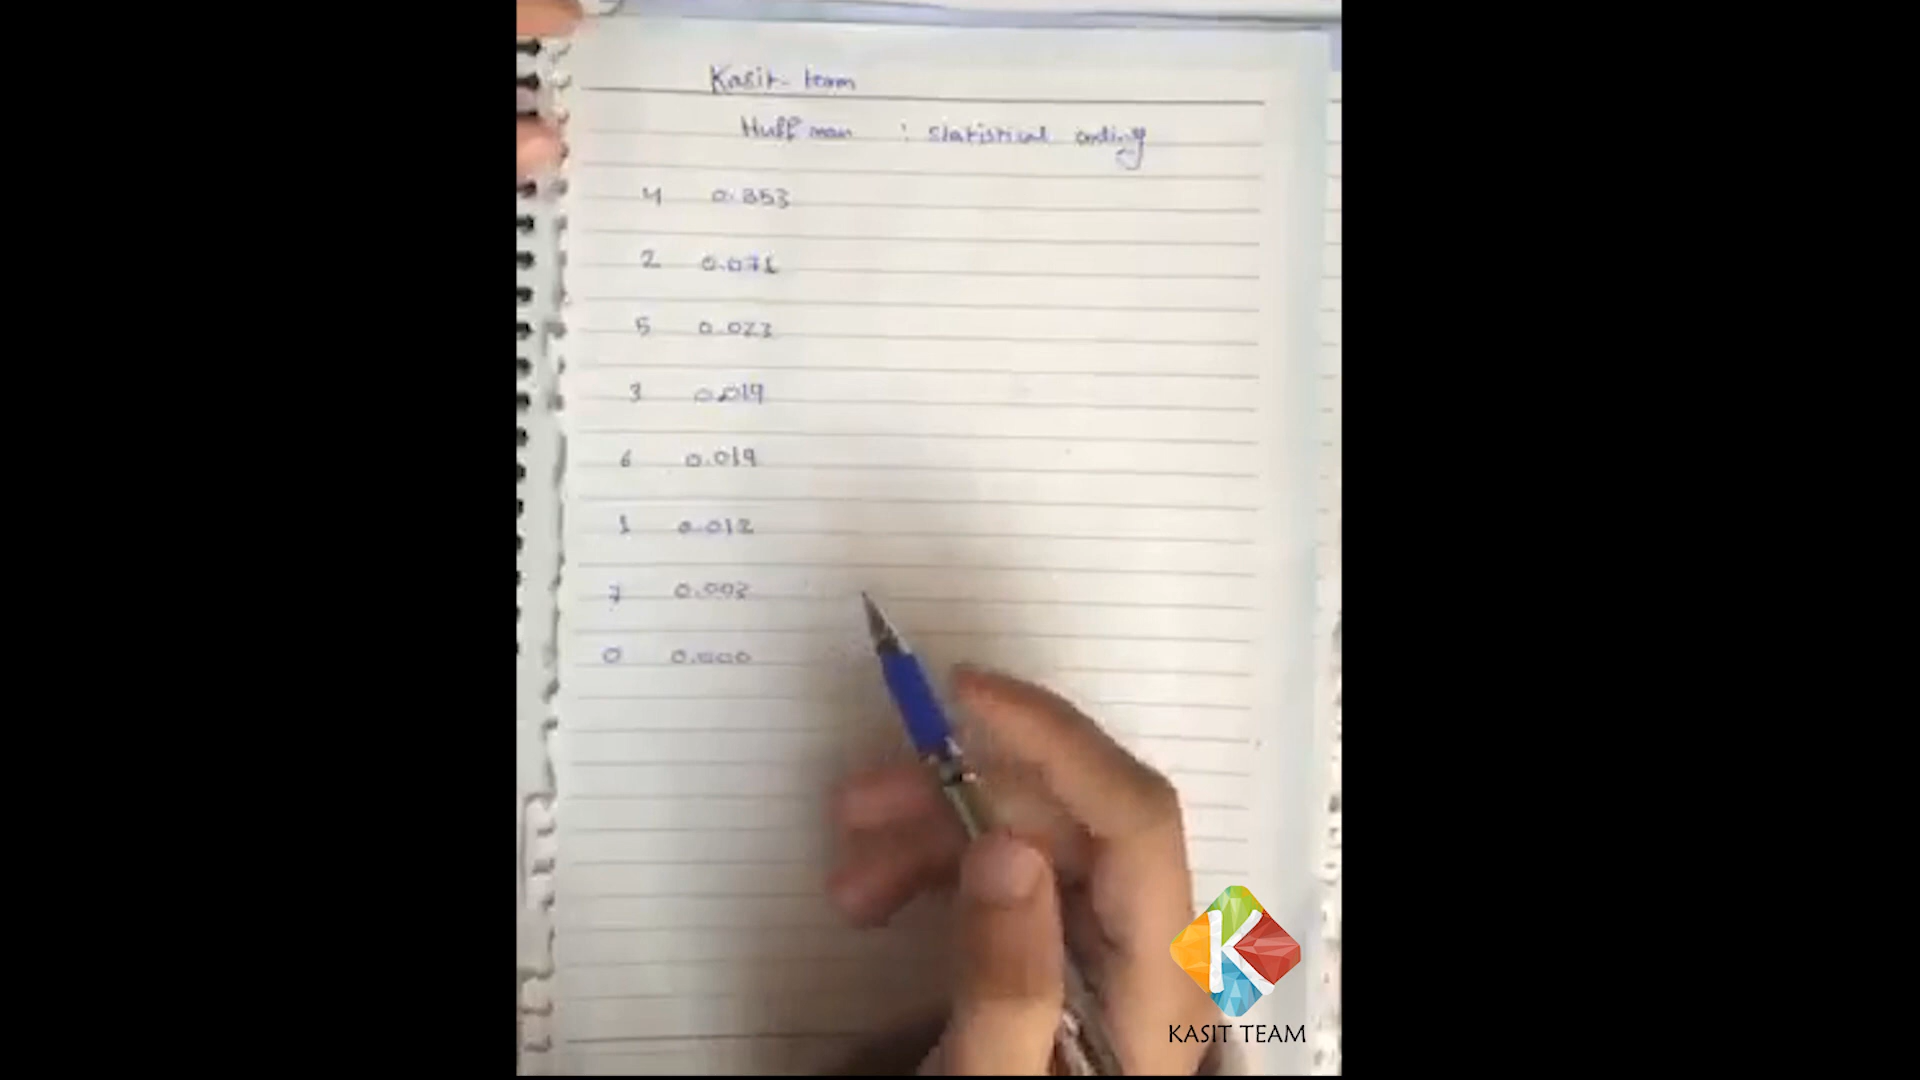 Kasit-team
Huffman : statistical coding
4 0.853
2 0.071
5 0.023
3 0.019
6 0.019
1 0.012
7 0.003
0 0.000
K
KASIT TEAM